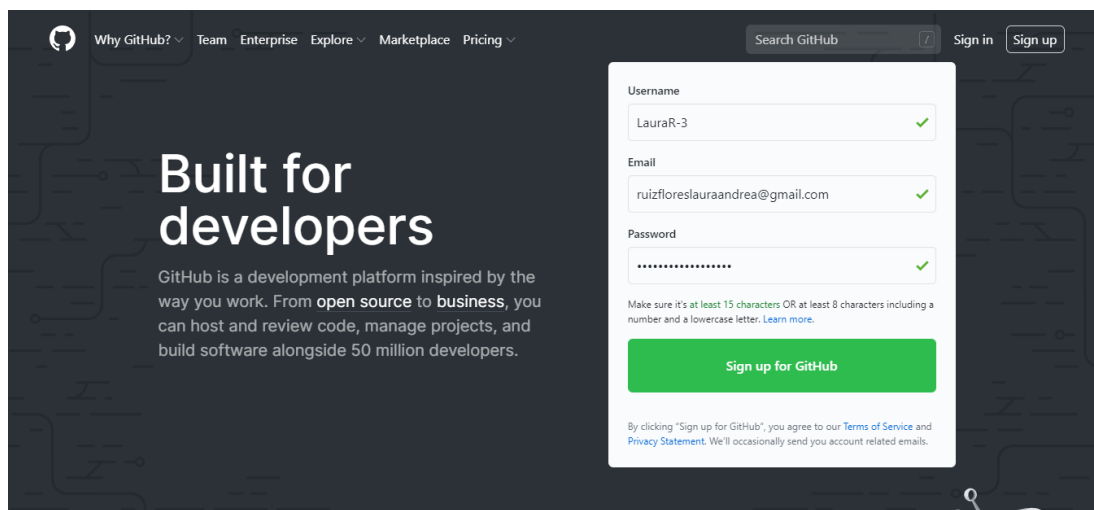 Why GitHub? Team Enterprise Explore Marketplace Pricing Search GitHub / Sign in Sign up
Username
LauraR-3
Email
ruizfloreslauraandrea@gmail.com
Password
••••••••••••••••••
Make sure it's at least 15 characters OR at least 8 characters including a
number and a lowercase letter. Learn more.
Sign up for GitHub
By clicking "Sign up for GitHub", you agree to our Terms of Service and
Privacy Statement. We'll occasionally send you account related emails.
Built for
developers
GitHub is a development platform inspired by the
way you work. From open source to business, you
can host and review code, manage projects, and
build software alongside 50 million developers.